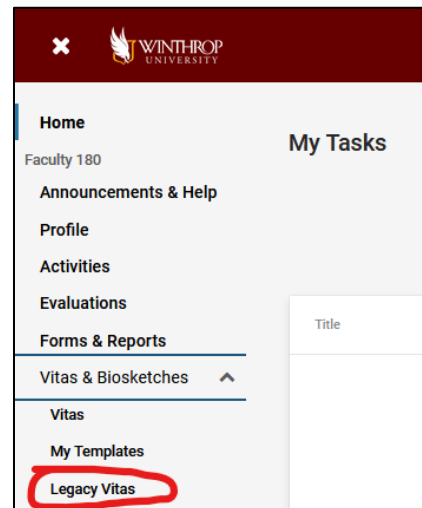 WINTHROP
UNIVERSITY
Home
Faculty 180
Announcements & Help
Profile
Activities
Evaluations
Forms & Reports
Vitas & Biosketches
Vitas
My Templates
Legacy Vitas
My Tasks
Title